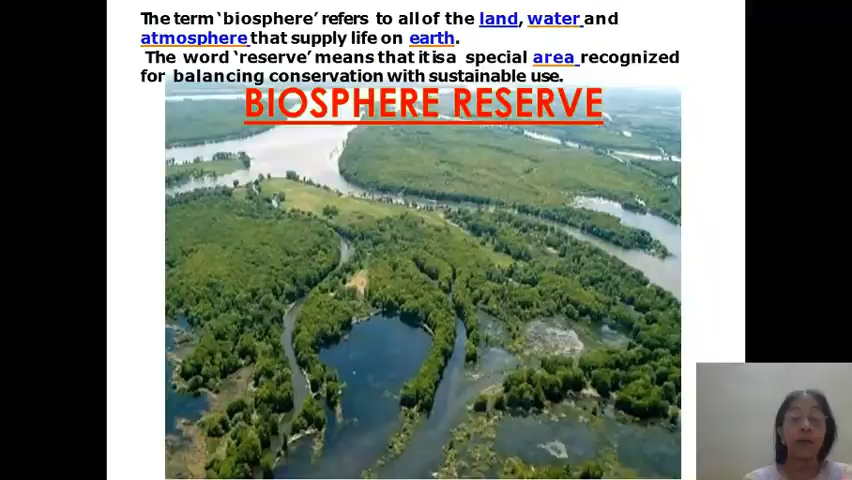 The term ‘biosphere’ refers to all of the land, water and
atmosphere that supply life on earth.
The word ‘reserve’ means that it is a special area recognized
for balancing conservation with sustainable use.
BIOSPHERE RESERVE